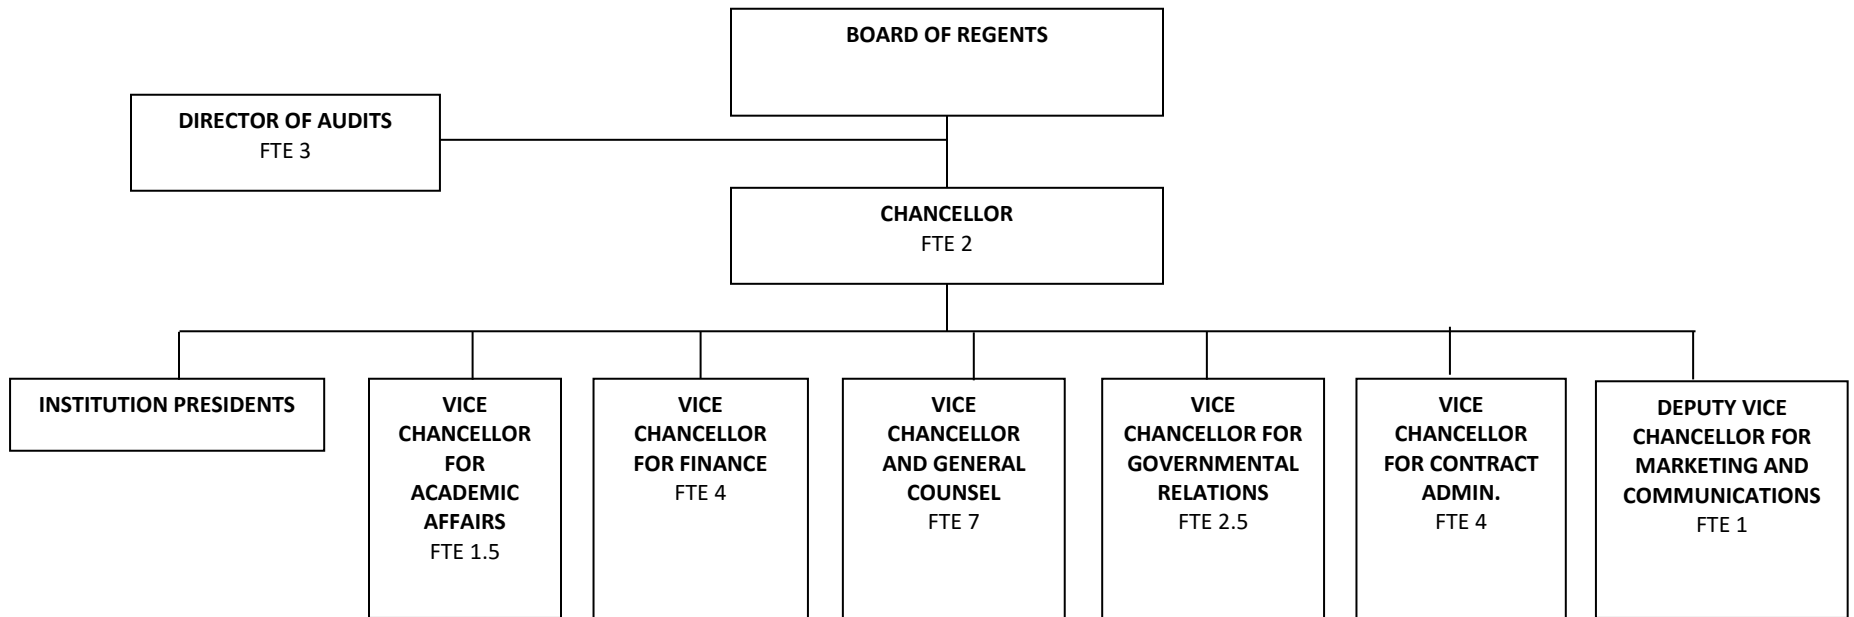 BOARD OF REGENTS
DIRECTOR OF AUDITS
FTE 3
CHANCELLOR
FTE 2
INSTITUTION PRESIDENTS
VICE
CHANCELLOR
FOR
ACADEMIC
AFFAIRS
FTE 1.5
VICE
CHANCELLOR
FOR FINANCE
FTE 4
VICE
CHANCELLOR
AND GENERAL
COUNSEL
FTE 7
VICE
CHANCELLOR FOR
GOVERNMENTAL
RELATIONS
FTE 2.5
VICE
CHANCELLOR
FOR CONTRACT
ADMIN.
FTE 4
DEPUTY VICE
CHANCELLOR FOR
MARKETING AND
COMMUNICATIONS
FTE 1